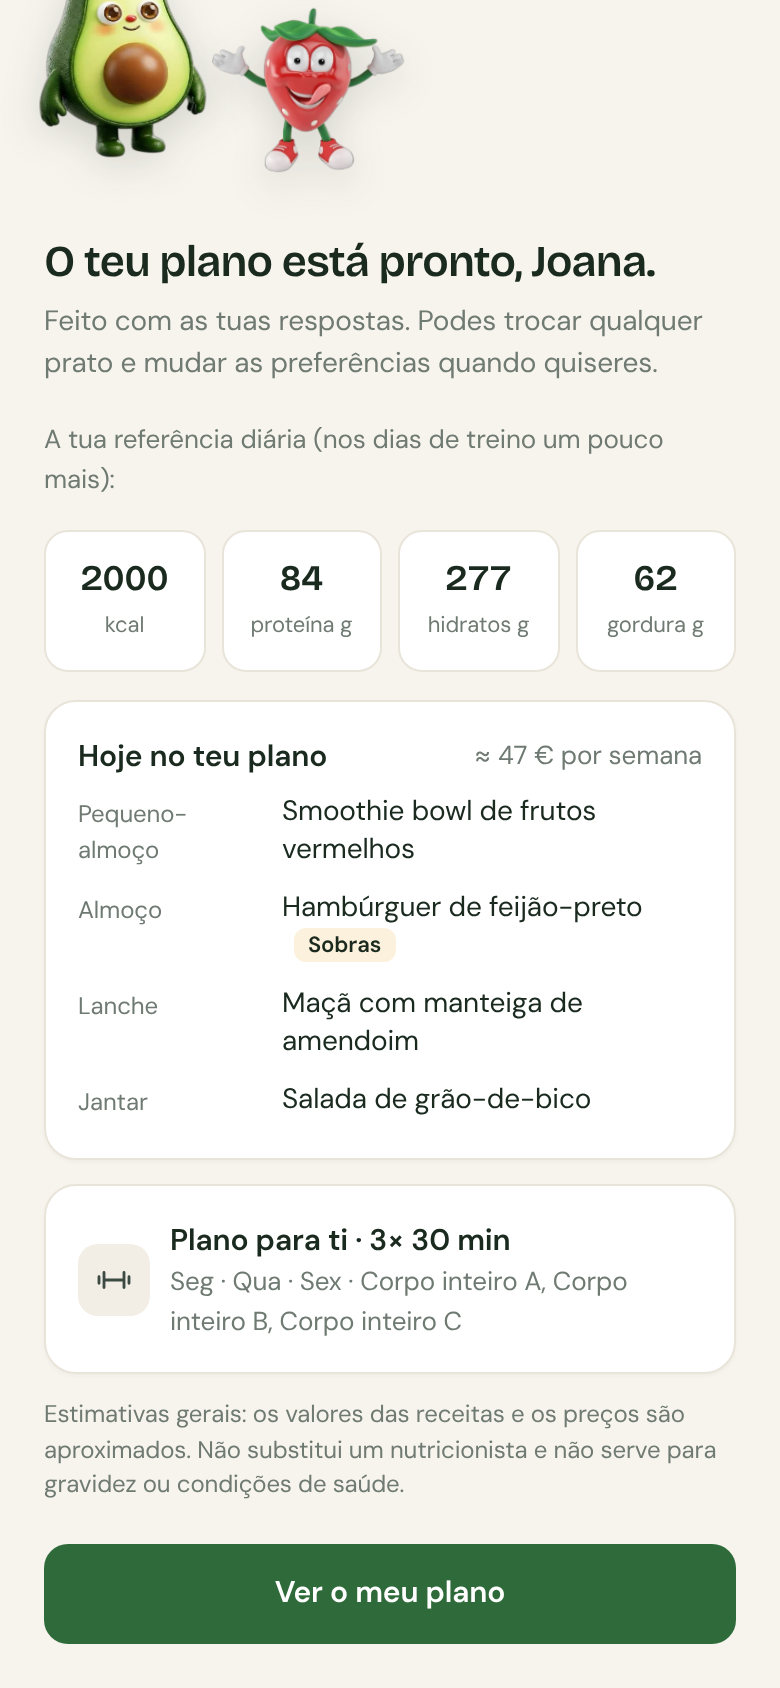 O teu plano está pronto, Joana.
Feito com as tuas respostas. Podes trocar qualquer
prato e mudar as preferências quando quiseres.
A tua referência diária (nos dias de treino um pouco
mais):
2000
kcal
84
proteína g
277
hidratos g
62
gordura g
Hoje no teu plano
≈ 47 € por semana
Pequeno-
almoço
Smoothie bowl de frutos
vermelhos
Almoço
Hambúrguer de feijão-preto
Sobras
Lanche
Maçã com manteiga de
amendoim
Jantar
Salada de grão-de-bico
Plano para ti · 3× 30 min
Seg · Qua · Sex · Corpo inteiro A, Corpo
inteiro B, Corpo inteiro C
Estimativas gerais: os valores das receitas e os preços são
aproximados. Não substitui um nutricionista e não serve para
gravidez ou condições de saúde.
Ver o meu plano